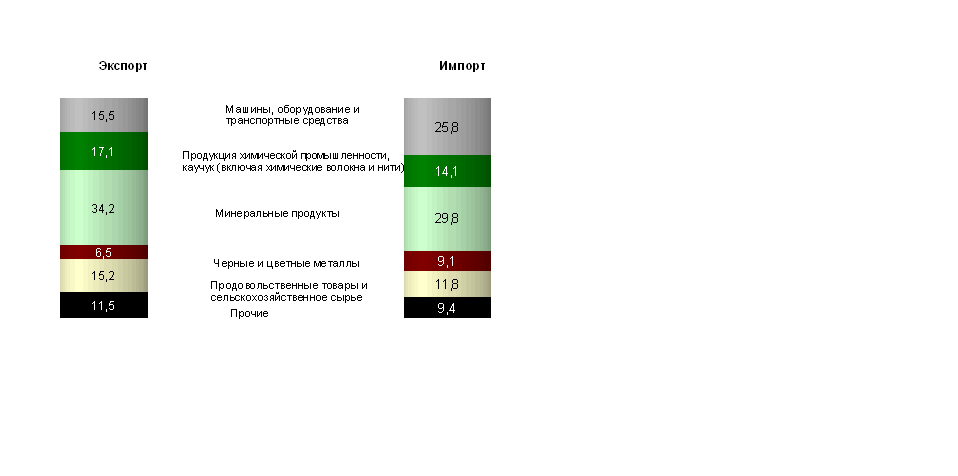 Экспорт
Импорт
15,5
17,1
34,2
6,5
15,2
11,5
Машины, оборудование и
транспортные средства
Продукция химической промышленности,
каучук (включая химические волокна и нити)
Минеральные продукты
Черные и цветные металлы
Продовольственные товары и
сельскохозяйственное сырье
Прочие
25,8
14,1
29,8
9,1
11,8
9,4